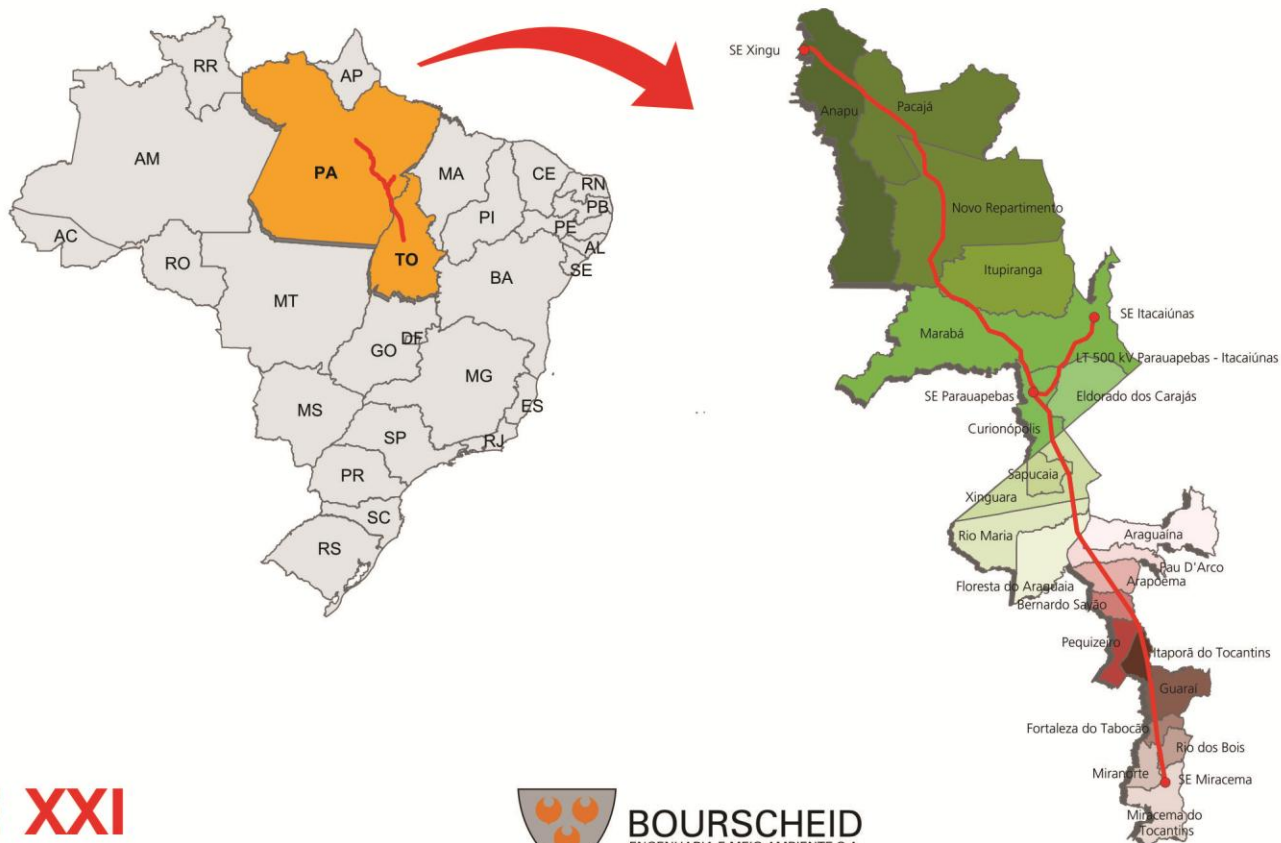 RR
AP
AM
PA
MA
CE
RN
PB
PI
PE
AL
SE
AC
RO
TO
BA
MT
DF
GO
MG
ES
MS
SP
RJ
PR
SC
RS
SE Xingu
Anapu
Pacajá
Novo Repartimento
Itupiranga
SE Itacaiúnas
Marabá
LT 500 kV Parauapebas - Itacaiúnas
SE Parauapebas
Eldorado dos Carajás
Curionópolis
Sapucaia
Xinguara
Rio Maria
Araguaína
Pau D'Arco
Arapoema
Floresta do Araguaia
Bernardo Sayão
Pequizeiro
Itaporã do Tocantins
Guaraí
Fortaleza do Tabocão
Rio dos Bois
Miranorte
SE Miracema
Miracema do
Tocantins
XXI
BOURSCHEID
ENGENHARIA E MEIO AMBIENTE S.A.